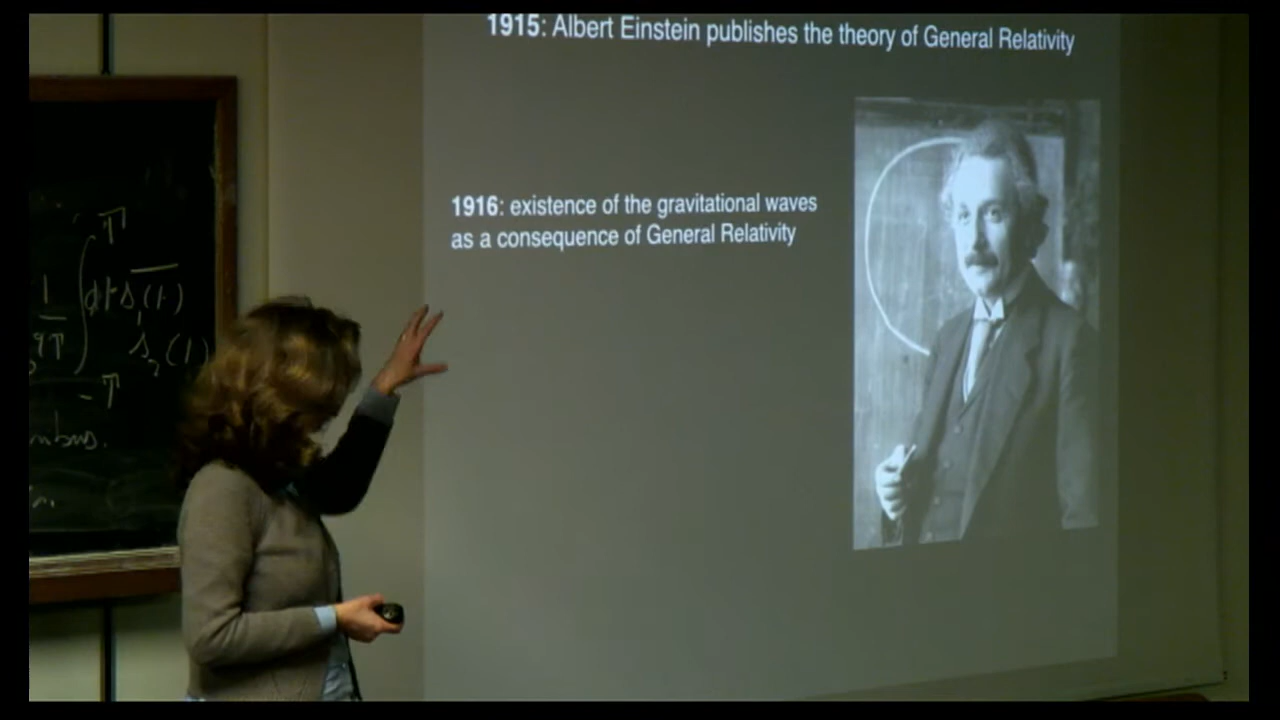 1915: Albert Einstein publishes the theory of General Relativity
1916: existence of the gravitational waves
as a consequence of General Relativity
π
1
-π